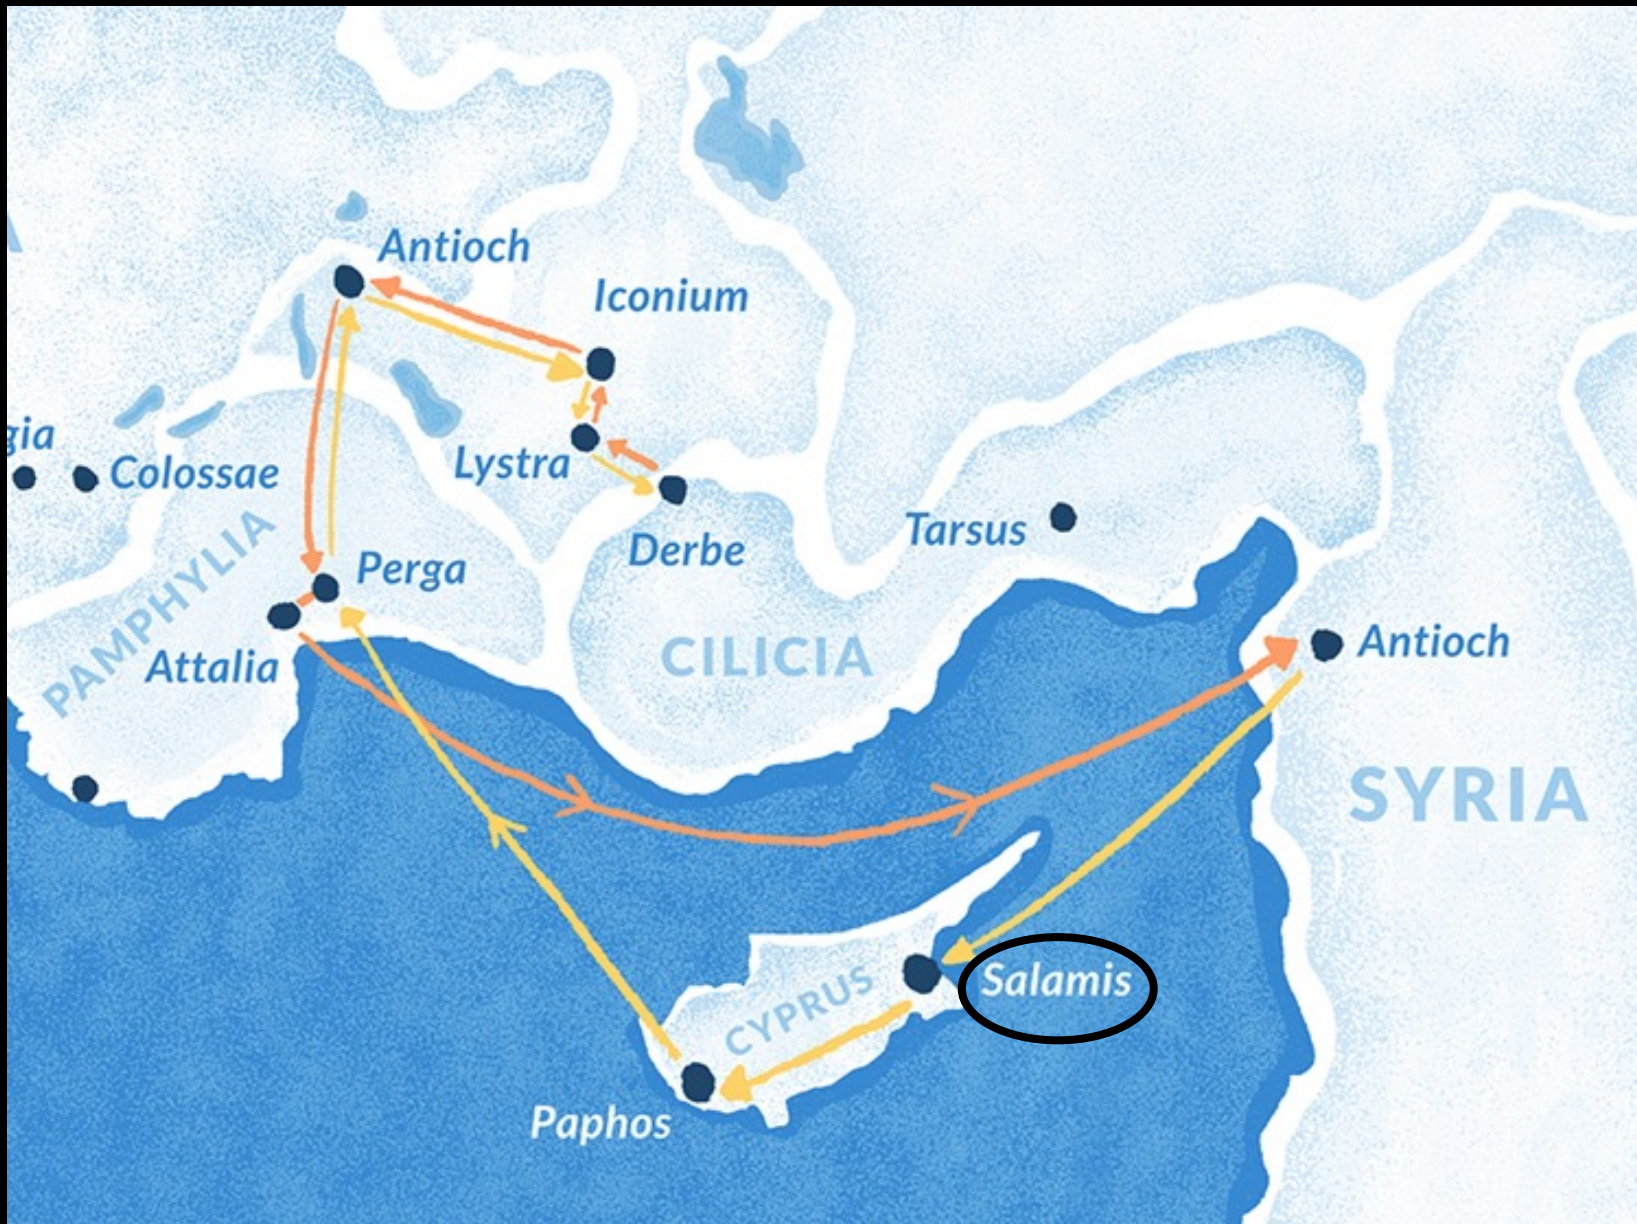 Antioch
Iconium
Colossae
Lystra
Derbe
Tarsus
PAMPHYLIA
Perga
Attalia
CILICIA
Antioch
SYRIA
CYPRUS
Salamis
Paphos